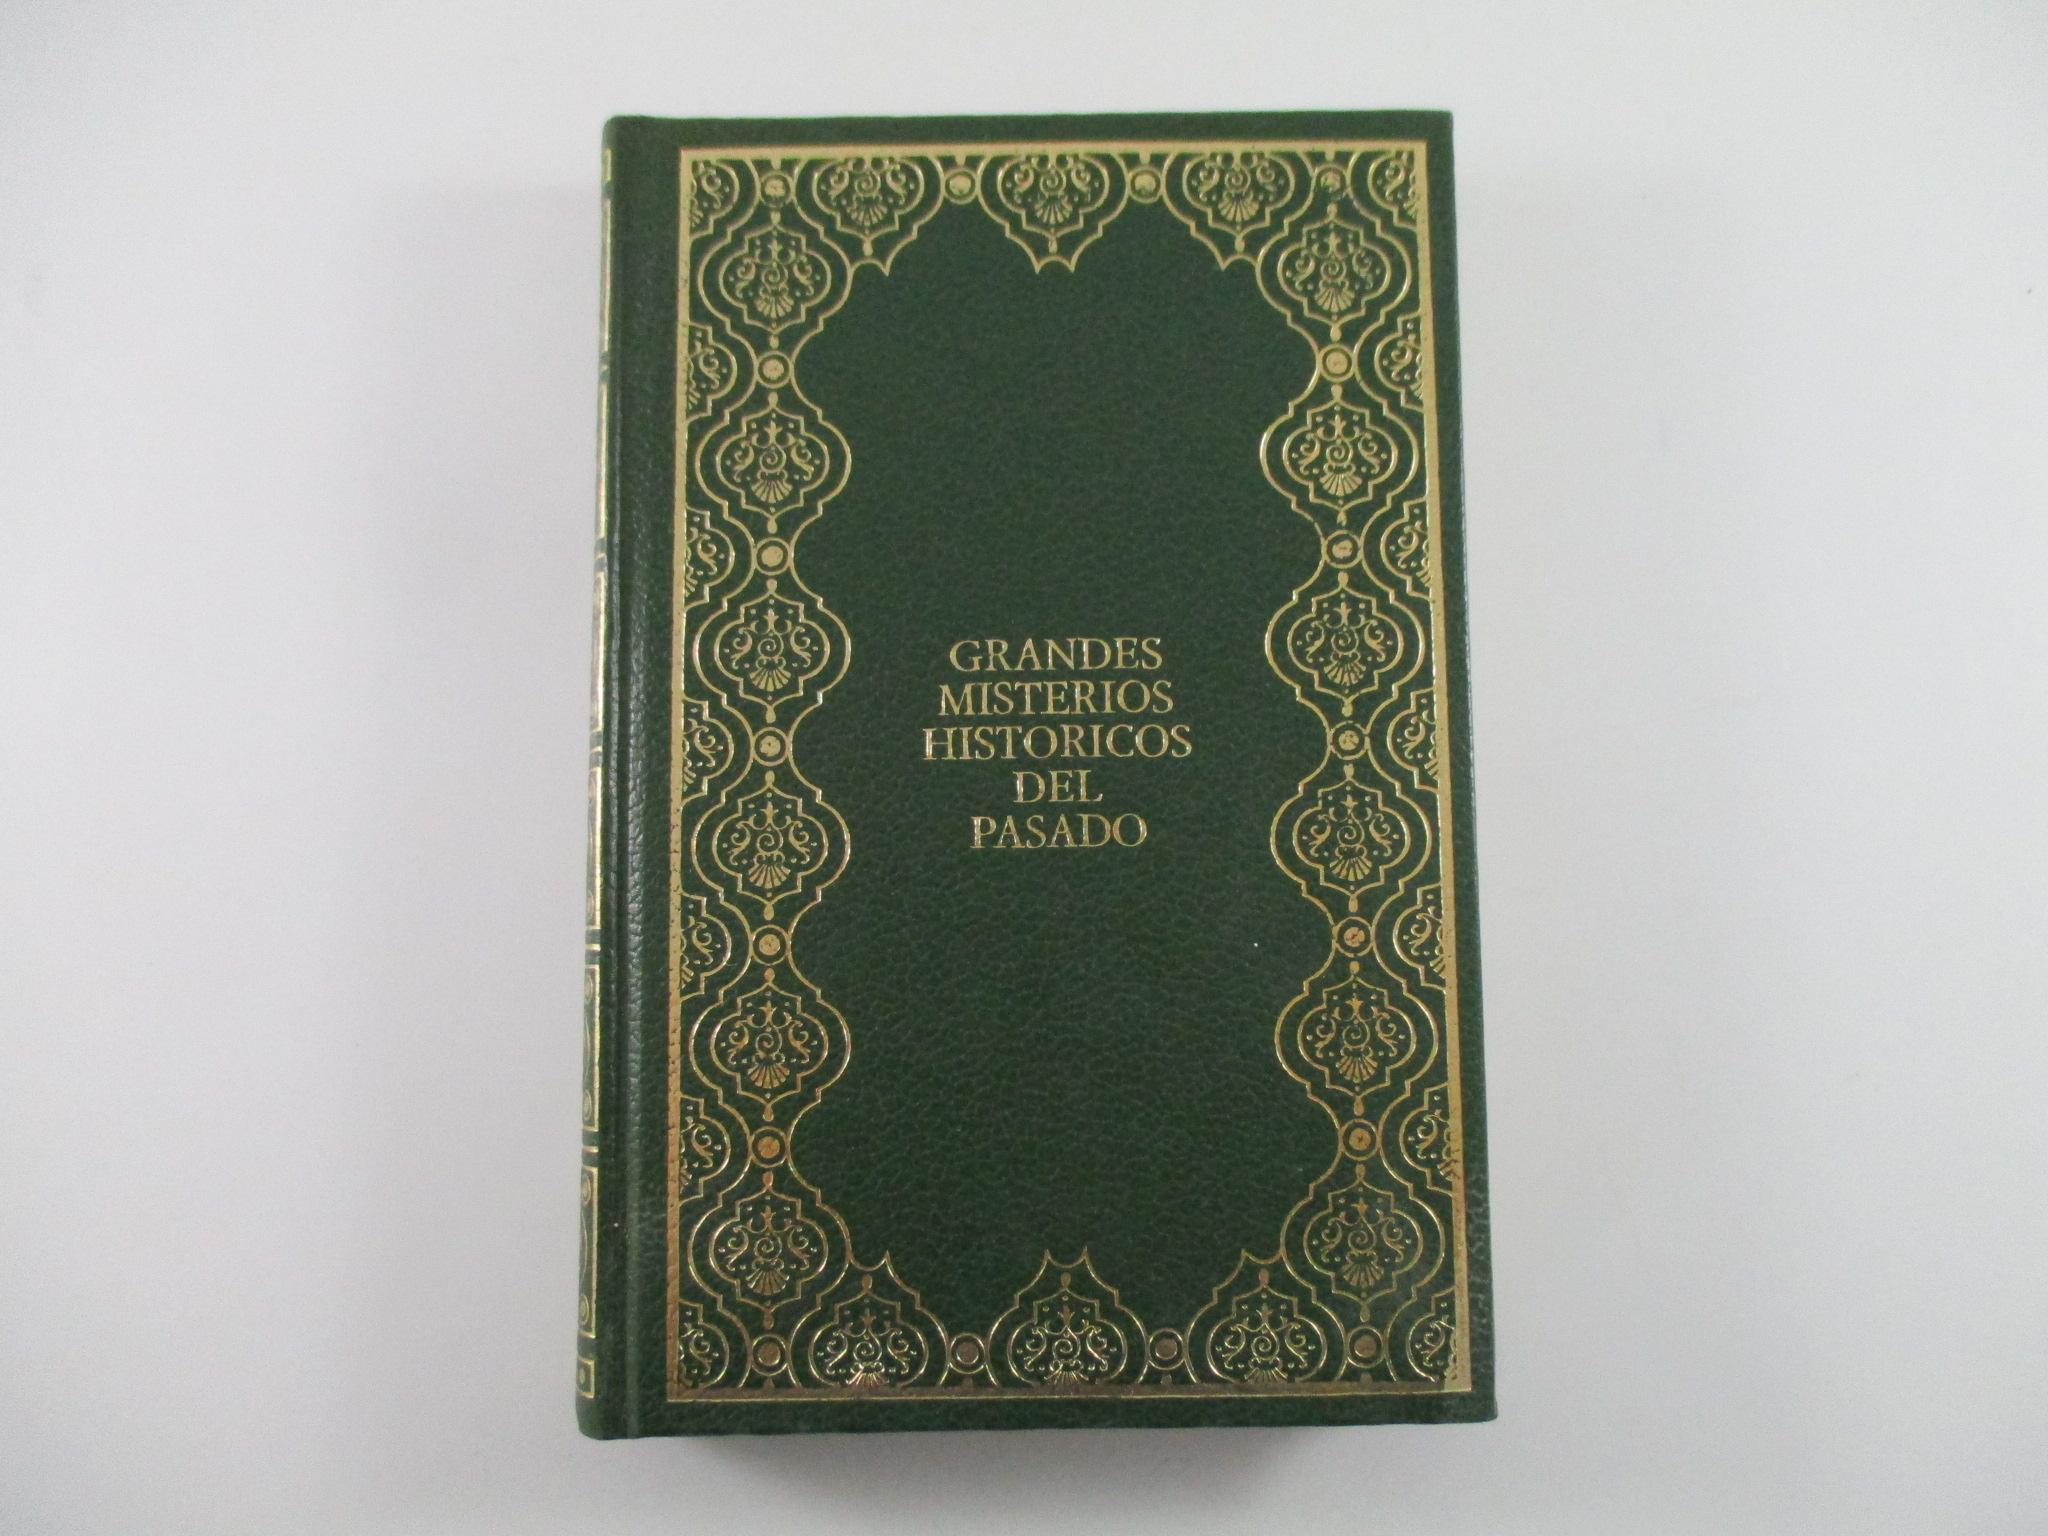 GRANDES
MISTERIOS
HISTORICOS
DEL
PASADO